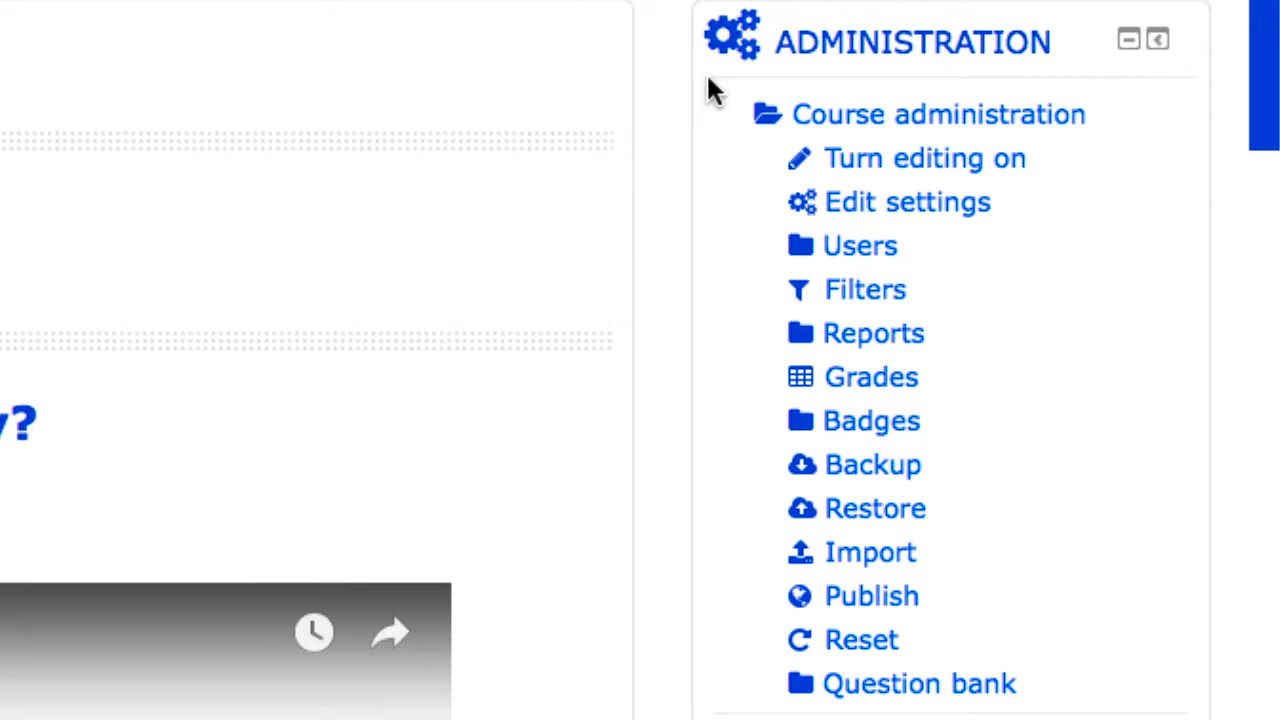 ADMINISTRATION
Course administration
Turn editing on
Edit settings
Users
Filters
Reports
Grades
?
Badges
Backup
Restore
Import
Publish
Reset
Question bank